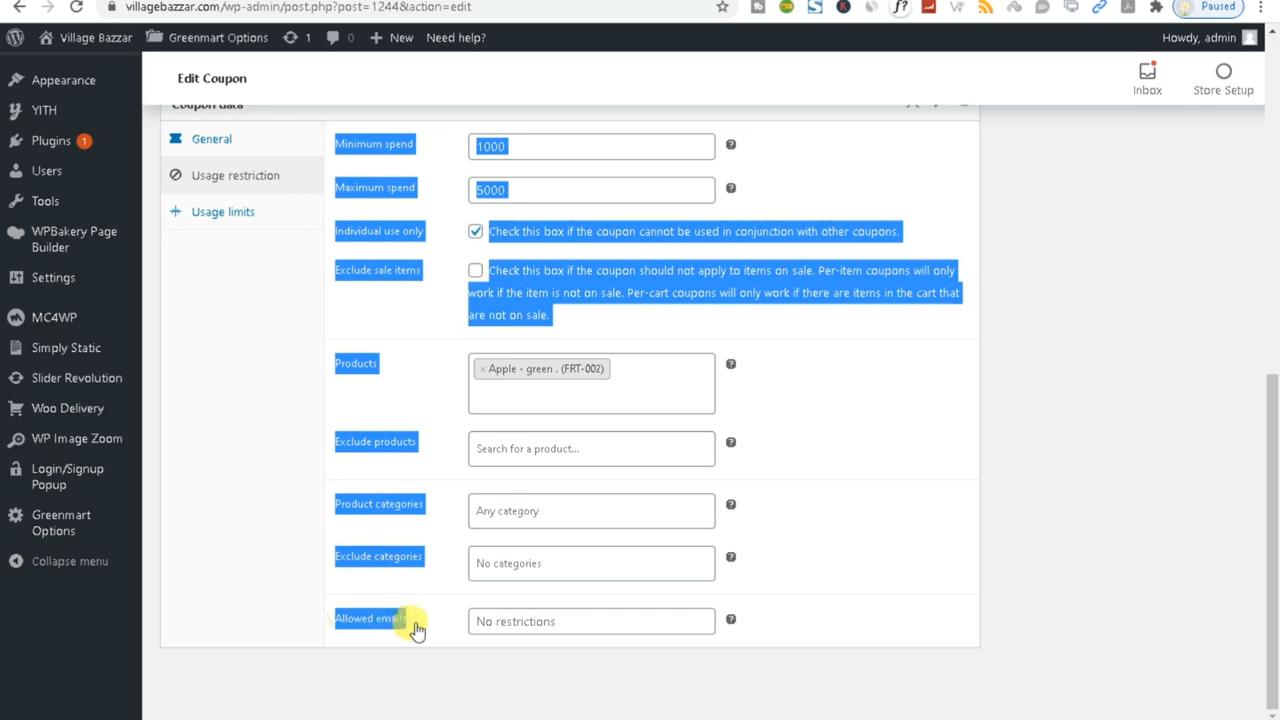 villagebazzar.com/wp-admin/post.php?post=1244&action=edit
Paused
Village Bazzar
Greenmart Options
1
0
New
Need help?
Howdy, admin
Appearance
YITH
Plugins 1
Users
Tools
WPBakery Page
Builder
Settings
MC4WP
Simply Static
Slider Revolution
Woo Delivery
WP Image Zoom
Login/Signup
Popup
Greenmart
Options
Collapse menu
Edit Coupon
Inbox
Store Setup
Coupon data
General
Usage restriction
Usage limits
Minimum spend
1000
Maximum spend
5000
Individual use only
Check this box if the coupon cannot be used in conjunction with other coupons.
Exclude sale items
Check this box if the coupon should not apply to items on sale. Per-item coupons will only
work if the item is not on sale. Per-cart coupons will only work if there are items in the cart that
are not on sale.
Products
× Apple - green . (FRT-002)
Exclude products
Search for a product...
Product categories
Any category
Exclude categories
No categories
Allowed emails
No restrictions